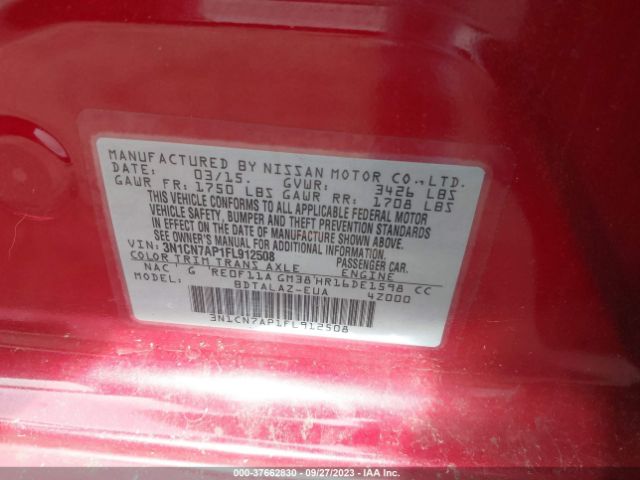 MANUFACTURED BY NISSAN MOTOR CO., LTD.
DATE: 03/15. GVWR: 3426 LBS
GAWR FR: 1750 LBS GAWR RR: 1708 LBS
THIS VEHICLE CONFORMS TO ALL APPLICABLE FEDERAL MOTOR
VEHICLE SAFETY, BUMPER AND THEFT PREVENTION STANDARDS
IN EFFECT ON THE DATE OF MANUFACTURE SHOWN ABOVE.
SEE OWNER'S MANUAL FOR ADDITIONAL INFORMATION
VIN: 3N1CN7AP1FL912508 PASSENGER CAR.
COLOR TRIM TRANS AXLE ENGINE
NAC G RE0F11A GM38 HR16DE1598 CC
MODEL: BDTALAZ-EUA 4Z000
3N1CN7AP1FL912508
000-37662830 - 09/27/2023 - IAA Inc.